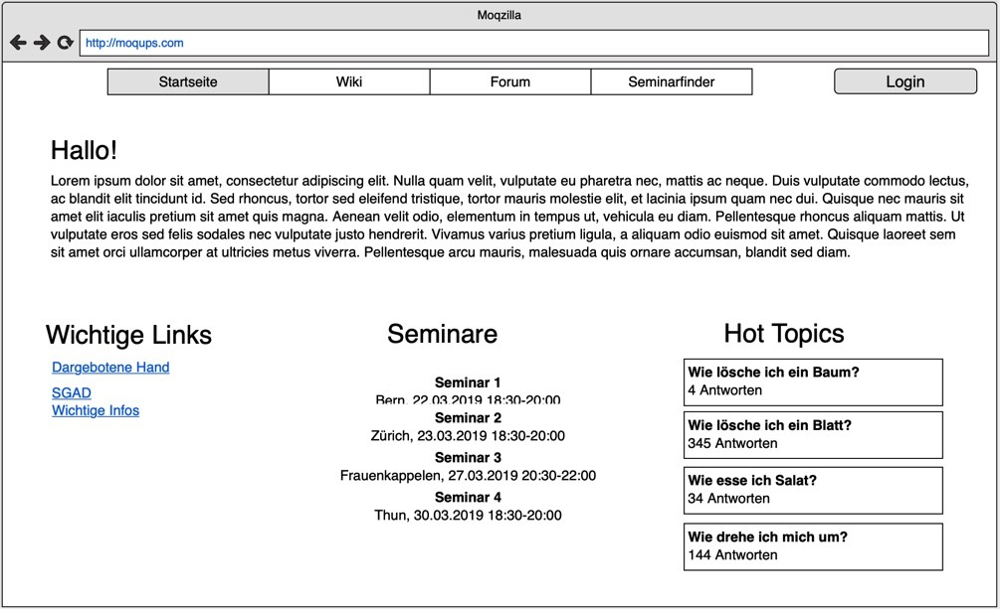 Moqzilla
http://moqups.com
Startseite
Wiki
Forum
Seminarfinder
Login
Hallo!
Lorem ipsum dolor sit amet, consectetur adipiscing elit. Nulla quam velit, vulputate eu pharetra nec, mattis ac neque. Duis vulputate commodo lectus,
ac blandit elit tincidunt id. Sed rhoncus, tortor sed eleifend tristique, tortor mauris molestie elit, et lacinia ipsum quam nec dui. Quisque nec mauris sit
amet elit iaculis pretium sit amet quis magna. Aenean velit odio, elementum in tempus ut, vehicula eu diam. Pellentesque rhoncus aliquam mattis. Ut
vulputate eros sed felis sodales nec vulputate justo hendrerit. Vivamus varius pretium ligula, a aliquam odio euismod sit amet. Quisque laoreet sem
sit amet orci ullamcorper at ultricies metus viverra. Pellentesque arcu mauris, malesuada quis ornare accumsan, blandit sed diam.
Wichtige Links
Dargebotene Hand
SGAD
Wichtige Infos
Seminare
Seminar 1
Bern, 22.03.2019 18:30-20:00
Seminar 2
Zürich, 23.03.2019 18:30-20:00
Seminar 3
Frauenkappelen, 27.03.2019 20:30-22:00
Seminar 4
Thun, 30.03.2019 18:30-20:00
Hot Topics
Wie lösche ich ein Baum?
4 Antworten
Wie lösche ich ein Blatt?
345 Antworten
Wie esse ich Salat?
34 Antworten
Wie drehe ich mich um?
144 Antworten